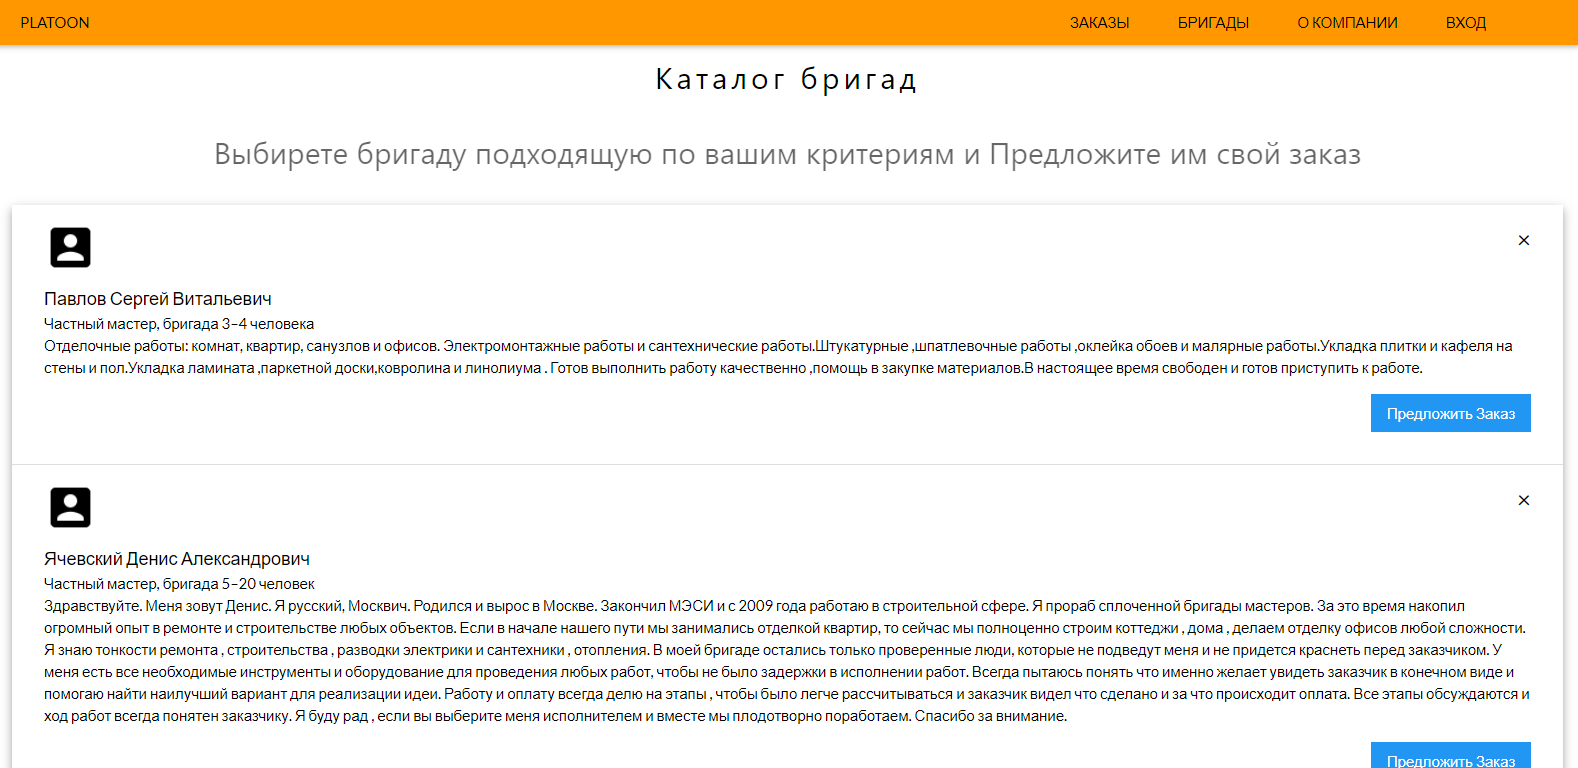 PLATOON ЗАКАЗЫ БРИГАДЫ О КОМПАНИИ ВХОД
Каталог бригад
Выбирете бригаду подходящую по вашим критериям и Предложите им свой заказ
×
Павлов Сергей Витальевич
Частный мастер, бригада 3–4 человека
Отделочные работы: комнат, квартир, санузлов и офисов. Электромонтажные работы и сантехнические работы.Штукатурные ,шпатлевочные работы ,оклейка обоев и малярные работы.Укладка плитки и кафеля на
стены и пол.Укладка ламината ,паркетной доски,ковролина и линолиума . Готов выполнить работу качественно ,помощь в закупке материалов.В настоящее время свободен и готов приступить к работе.
Предложить Заказ
×
Ячевский Денис Александрович
Частный мастер, бригада 5–20 человек
Здравствуйте. Меня зовут Денис. Я русский, Москвич. Родился и вырос в Москве. Закончил МЭСИ и с 2009 года работаю в строительной сфере. Я прораб сплоченной бригады мастеров. За это время накопил
огромный опыт в ремонте и строительстве любых объектов. Если в начале нашего пути мы занимались отделкой квартир, то сейчас мы полноценно строим коттеджи , дома , делаем отделку офисов любой сложности.
Я знаю тонкости ремонта , строительства , разводки электрики и сантехники , отопления. В моей бригаде остались только проверенные люди, которые не подведут меня и не придется краснеть перед заказчиком. У
меня есть все необходимые инструменты и оборудование для проведения любых работ, чтобы не было задержки в исполнении работ. Всегда пытаюсь понять что именно желает увидеть заказчик в конечном виде и
помогаю найти наилучший вариант для реализации идеи. Работу и оплату всегда делю на этапы , чтобы было легче рассчитываться и заказчик видел что сделано и за что происходит оплата. Все этапы обсуждаются и
ход работ всегда понятен заказчику. Я буду рад , если вы выберите меня исполнителем и вместе мы плодотворно поработаем. Спасибо за внимание.
Предложить Заказ